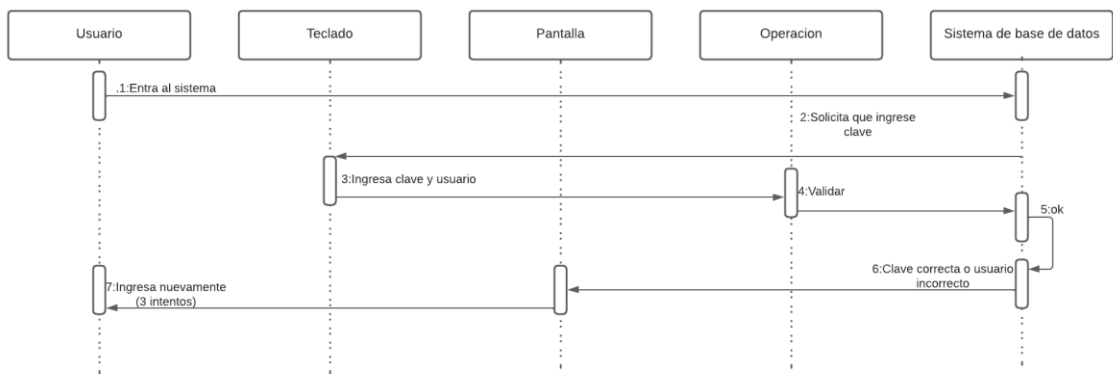 Usuario
Teclado
Pantalla
Operacion
Sistema de base de datos
.1:Entra al sistema
2:Solicita que ingrese
clave
3:Ingresa clave y usuario
4:Validar
5:ok
6:Clave correcta o usuario
incorrecto
7:Ingresa nuevamente
(3 intentos)